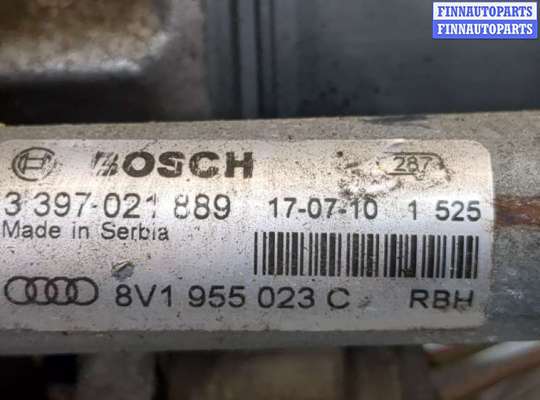 FINNAUTOPARTS
FINNAUTOPARTS
BOSCH
287
3 397-021 889 17-07-10 1 525
Made in Serbia
8V1 955 023 C RBH